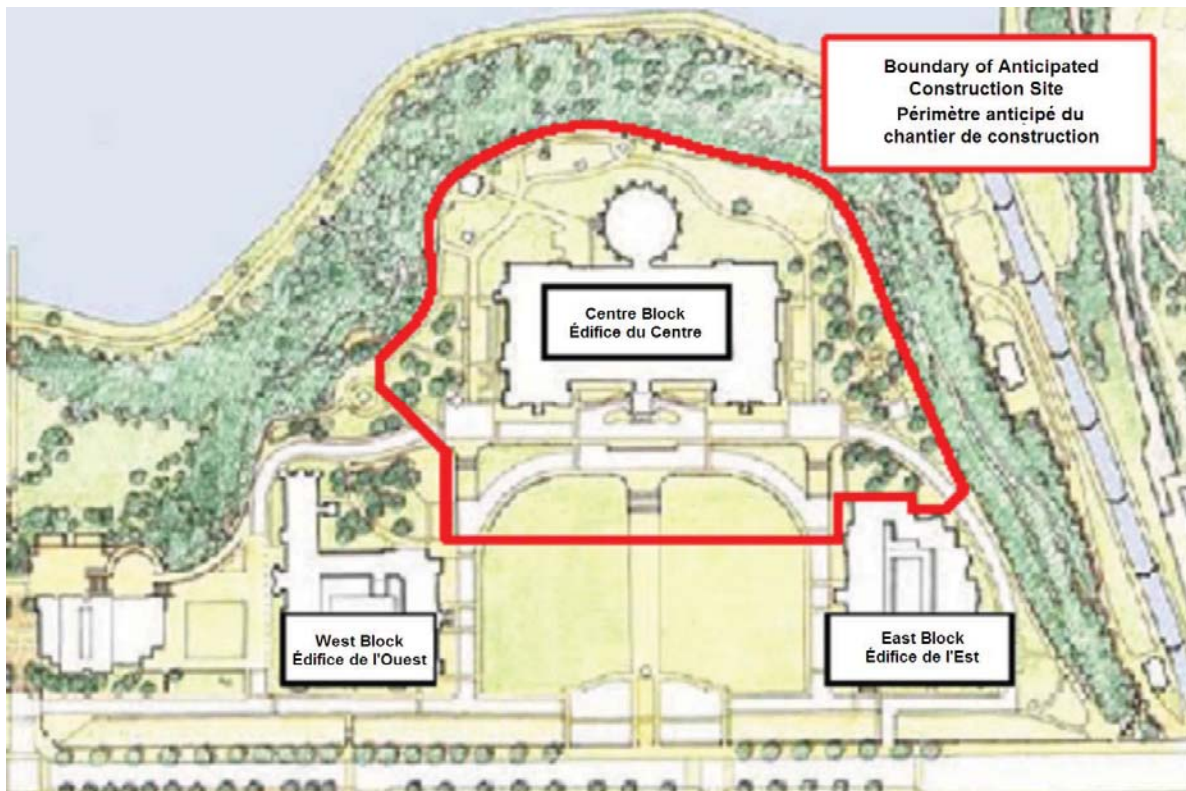 Boundary of Anticipated
Construction Site
Périmètre anticipé du
chantier de construction
Centre Block
Édifice du Centre
West Block
Édifice de l'Ouest
East Block
Édifice de l'Est